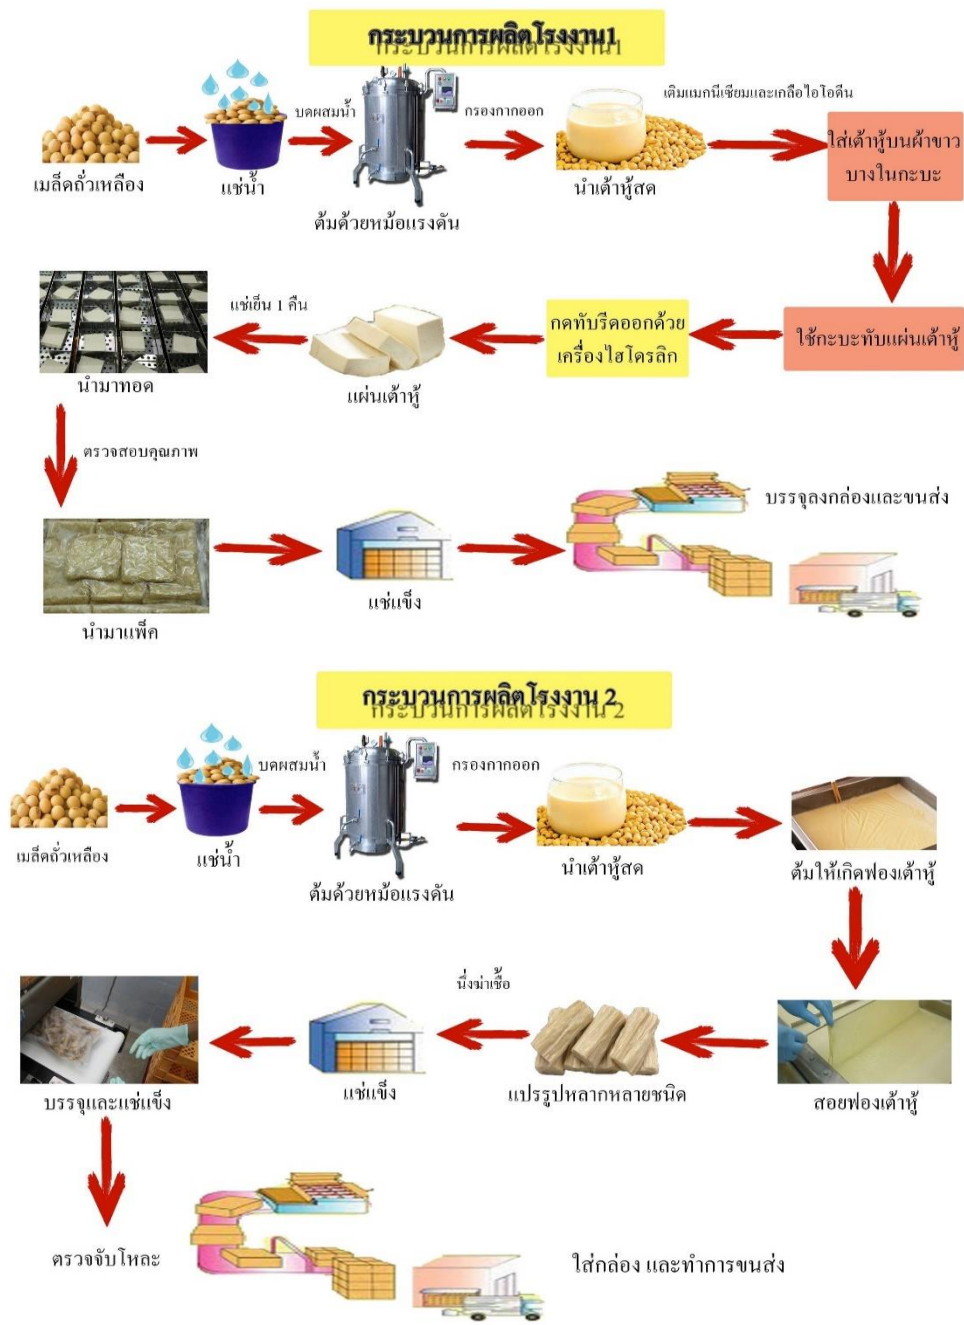 กระบวนการผลิตโรงงาน1
บดผสมน้ำ
กรองกากออก
เติมแมกนีเซียมและเกลือไอโอดีน
เมล็ดถั่วเหลือง
แช่น้ำ
ต้มด้วยหม้อแรงดัน
นำเต้าหู้สด
ใส่เต้าหู้บนผ้าขาว
บางในกะบะ
ใช้กะบะทับแผ่นเต้าหู้
กดทับรีดออกด้วย
เครื่องไฮโดรลิก
แผ่นเต้าหู้
แช่เย็น 1 คืน
นำมาทอด
ตรวจสอบคุณภาพ
นำมาแพ็ค
แช่แข็ง
บรรจุลงกล่องและขนส่ง
กระบวนการผลิตโรงงาน 2
บดผสมน้ำ
กรองกากออก
เมล็ดถั่วเหลือง
แช่น้ำ
ต้มด้วยหม้อแรงดัน
นำเต้าหู้สด
ต้มให้เกิดฟองเต้าหู้
สอยฟองเต้าหู้
แปรรูปหลากหลายชนิด
นึ่งฆ่าเชื้อ
แช่แข็ง
บรรจุและแช่แข็ง
ตรวจจับโหละ
ใส่กล่อง และทำการขนส่ง